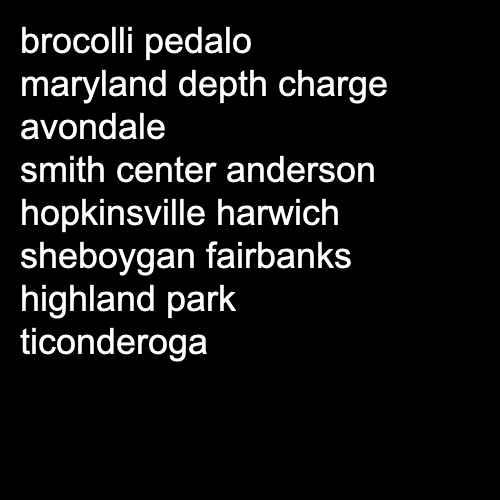 brocolli pedalo
maryland depth charge
avondale
smith center anderson
hopkinsville harwich
sheboygan fairbanks
highland park
ticonderoga